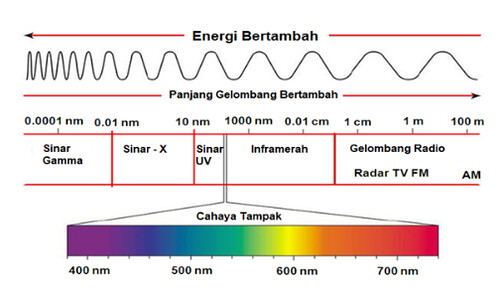 Energi Bertambah
Panjang Gelombang Bertambah
0.0001 nm 0.01 nm 10 nm 1000 nm 0.01 cm 1 cm 1 m 100 m
Sinar Gamma
Sinar - X
Sinar UV
Inframerah
Gelombang Radio
Radar TV FM AM
Cahaya Tampak
400 nm 500 nm 600 nm 700 nm